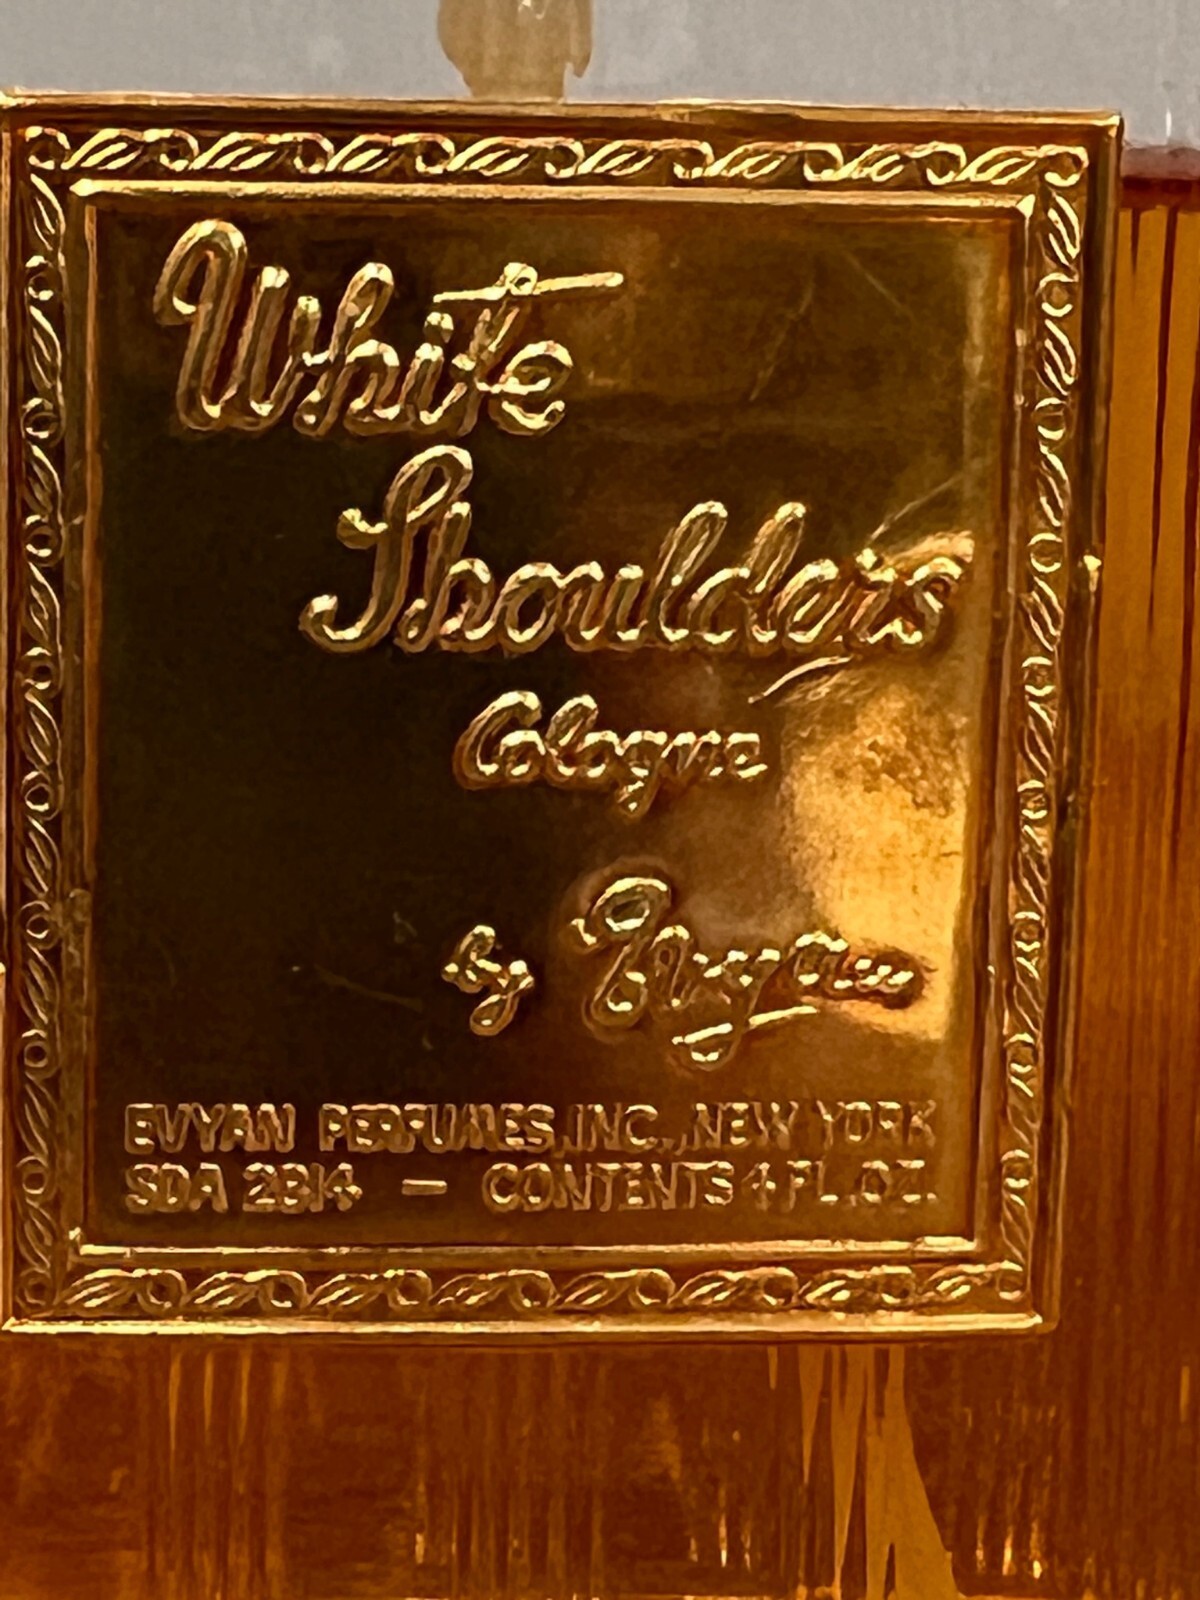 White
Shoulders
Cologne
by Evyan
EVYAN PERFUMES, INC., NEW YORK
SDA 2314 — CONTENTS 4 FL. OZ.